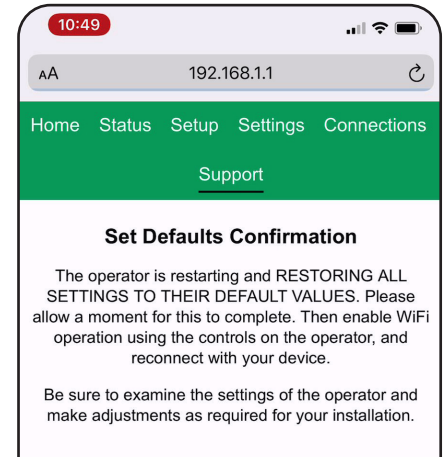 10:49
AA 192.168.1.1
Home Status Setup Settings Connections
Support
Set Defaults Confirmation
The operator is restarting and RESTORING ALL
SETTINGS TO THEIR DEFAULT VALUES. Please
allow a moment for this to complete. Then enable WiFi
operation using the controls on the operator, and
reconnect with your device.
Be sure to examine the settings of the operator and
make adjustments as required for your installation.